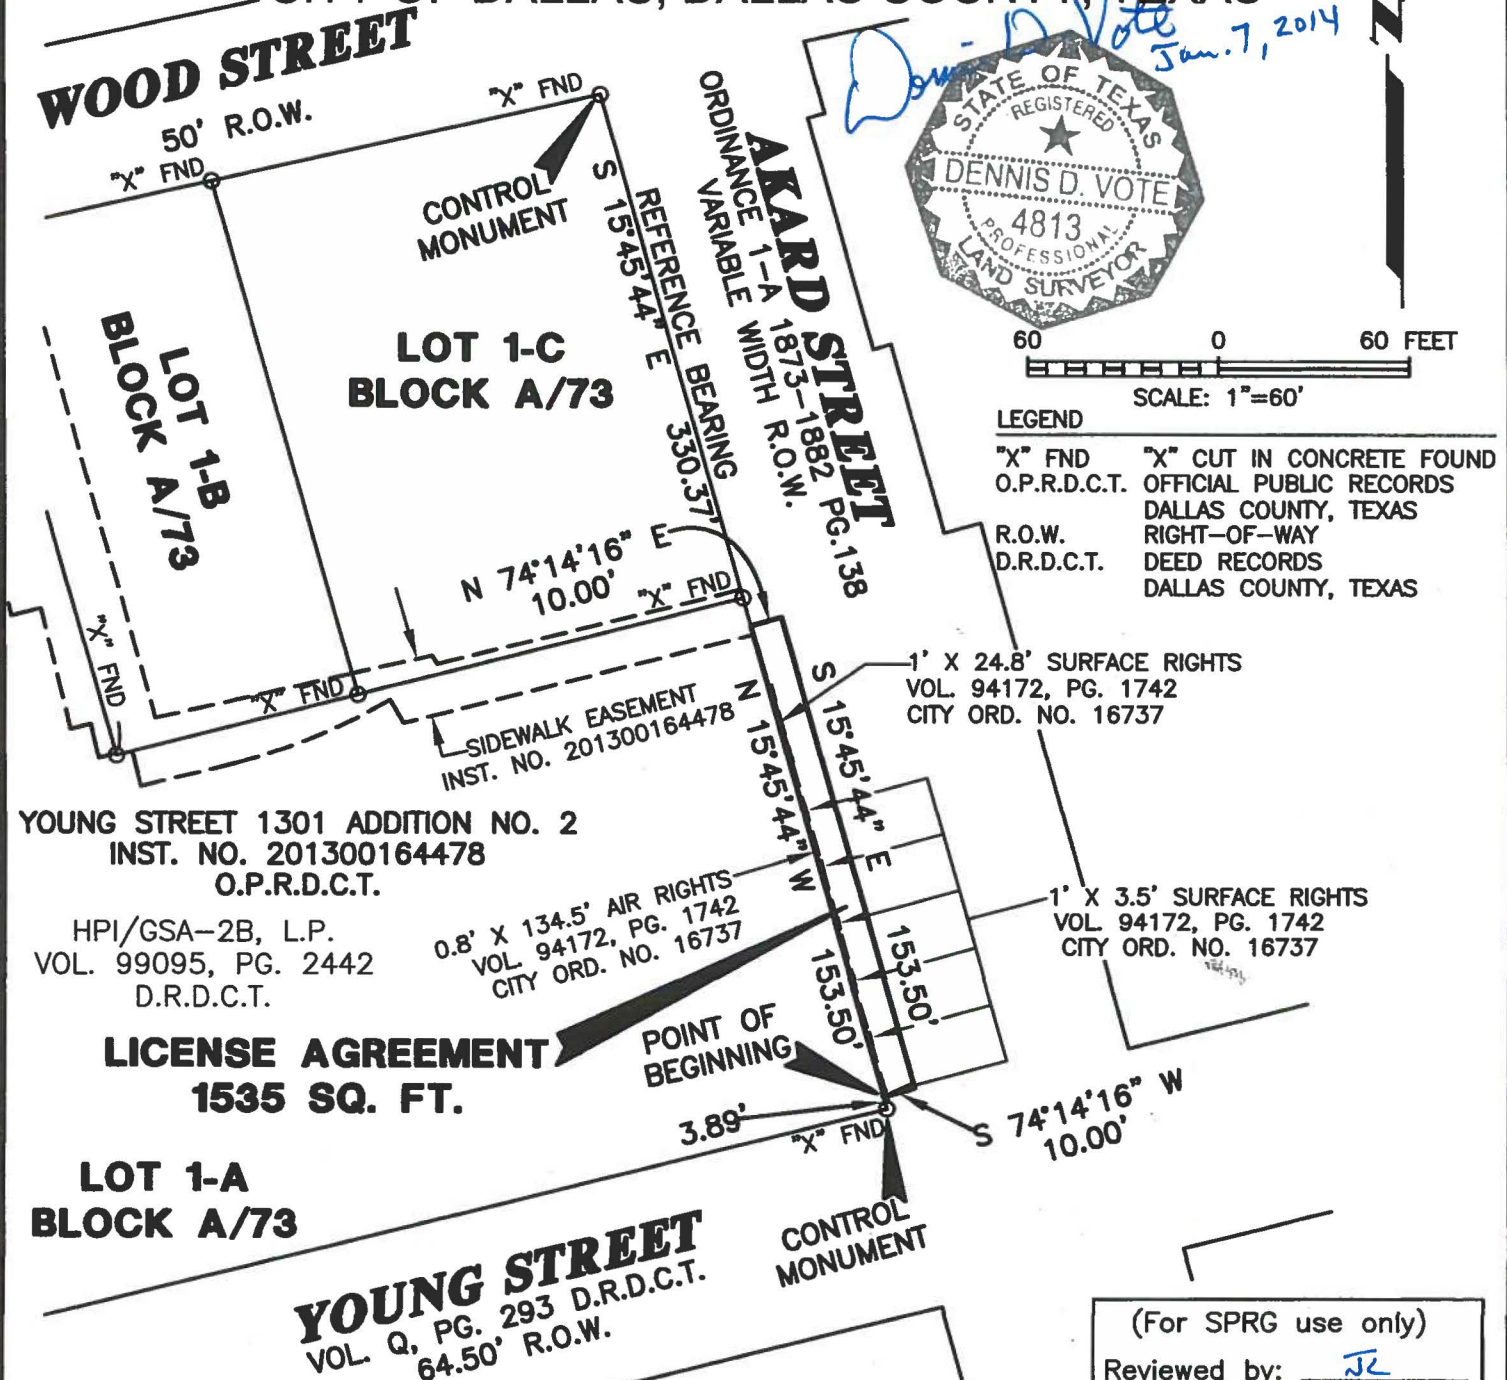 CITY OF DALLAS, DALLAS COUNTY, TEXAS
Dennis D. Vote
Jan. 7, 2014
STATE OF TEXAS
REGISTERED
DENNIS D. VOTE
4813
PROFESSIONAL
LAND SURVEYOR
WOOD STREET
50' R.O.W.
"X" FND
"X" FND
CONTROL
MONUMENT
REFERENCE BEARING
S 15°45'44" E 330.37'
AKARD STREET
ORDINANCE 1-A 1873-1882 PG.138
VARIABLE WIDTH R.O.W.
60 0 60 FEET
SCALE: 1"=60'
LEGEND
"X" FND "X" CUT IN CONCRETE FOUND
O.P.R.D.C.T. OFFICIAL PUBLIC RECORDS
DALLAS COUNTY, TEXAS
R.O.W. RIGHT-OF-WAY
D.R.D.C.T. DEED RECORDS
DALLAS COUNTY, TEXAS
LOT 1-B
BLOCK A/73
LOT 1-C
BLOCK A/73
N 74°14'16" E
10.00'
"X" FND
"X" FND
"X" FND
SIDEWALK EASEMENT
INST. NO. 201300164478
1' X 24.8' SURFACE RIGHTS
VOL. 94172, PG. 1742
CITY ORD. NO. 16737
N 15°45'44" W 153.50'
S 15°45'44" E 153.50'
YOUNG STREET 1301 ADDITION NO. 2
INST. NO. 201300164478
O.P.R.D.C.T.
HPI/GSA-2B, L.P.
VOL. 99095, PG. 2442
D.R.D.C.T.
0.8' X 134.5' AIR RIGHTS
VOL. 94172, PG. 1742
CITY ORD. NO. 16737
1' X 3.5' SURFACE RIGHTS
VOL. 94172, PG. 1742
CITY ORD. NO. 16737
LICENSE AGREEMENT
1535 SQ. FT.
POINT OF
BEGINNING
3.89'
"X" FND
S 74°14'16" W
10.00'
LOT 1-A
BLOCK A/73
CONTROL
MONUMENT
YOUNG STREET
VOL. Q, PG. 293 D.R.D.C.T.
64.50' R.O.W.
(For SPRG use only)
Reviewed by: JL